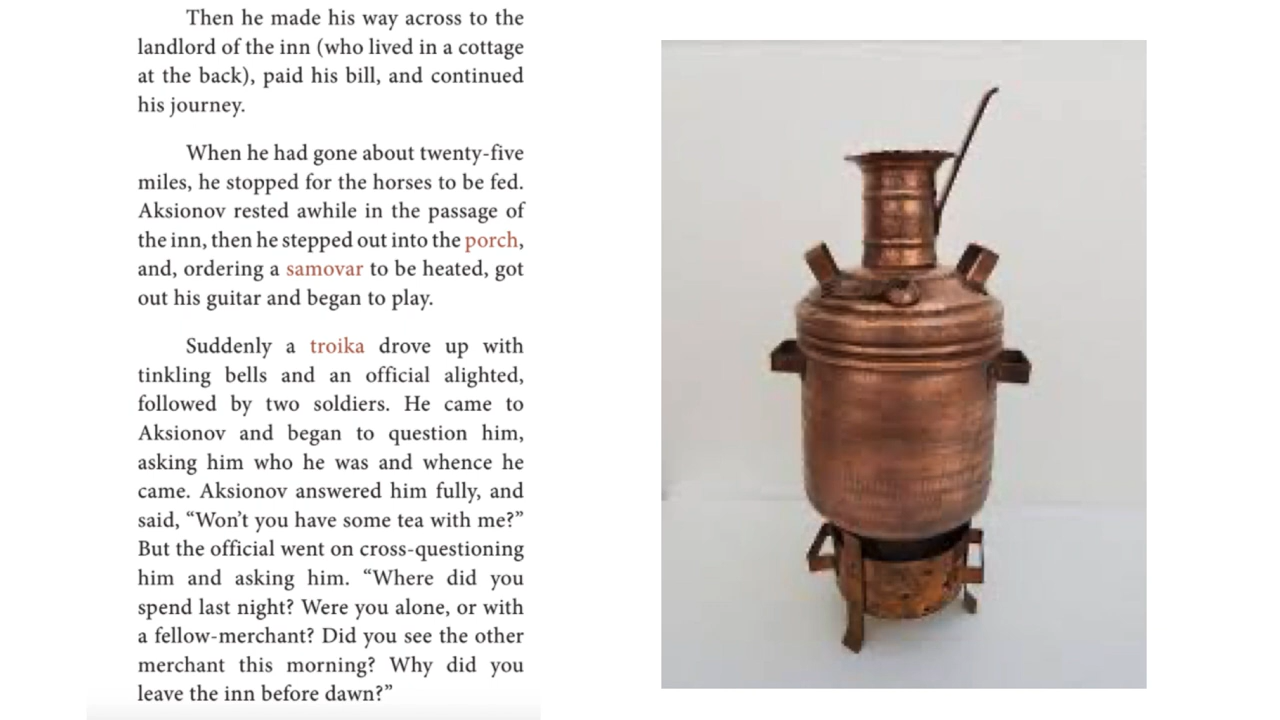 Then he made his way across to the
landlord of the inn (who lived in a cottage
at the back), paid his bill, and continued
his journey.
When he had gone about twenty-five
miles, he stopped for the horses to be fed.
Aksionov rested awhile in the passage of
the inn, then he stepped out into the porch,
and, ordering a samovar to be heated, got
out his guitar and began to play.
Suddenly a troika drove up with
tinkling bells and an official alighted,
followed by two soldiers. He came to
Aksionov and began to question him,
asking him who he was and whence he
came. Aksionov answered him fully, and
said, “Won’t you have some tea with me?”
But the official went on cross-questioning
him and asking him. “Where did you
spend last night? Were you alone, or with
a fellow-merchant? Did you see the other
merchant this morning? Why did you
leave the inn before dawn?”